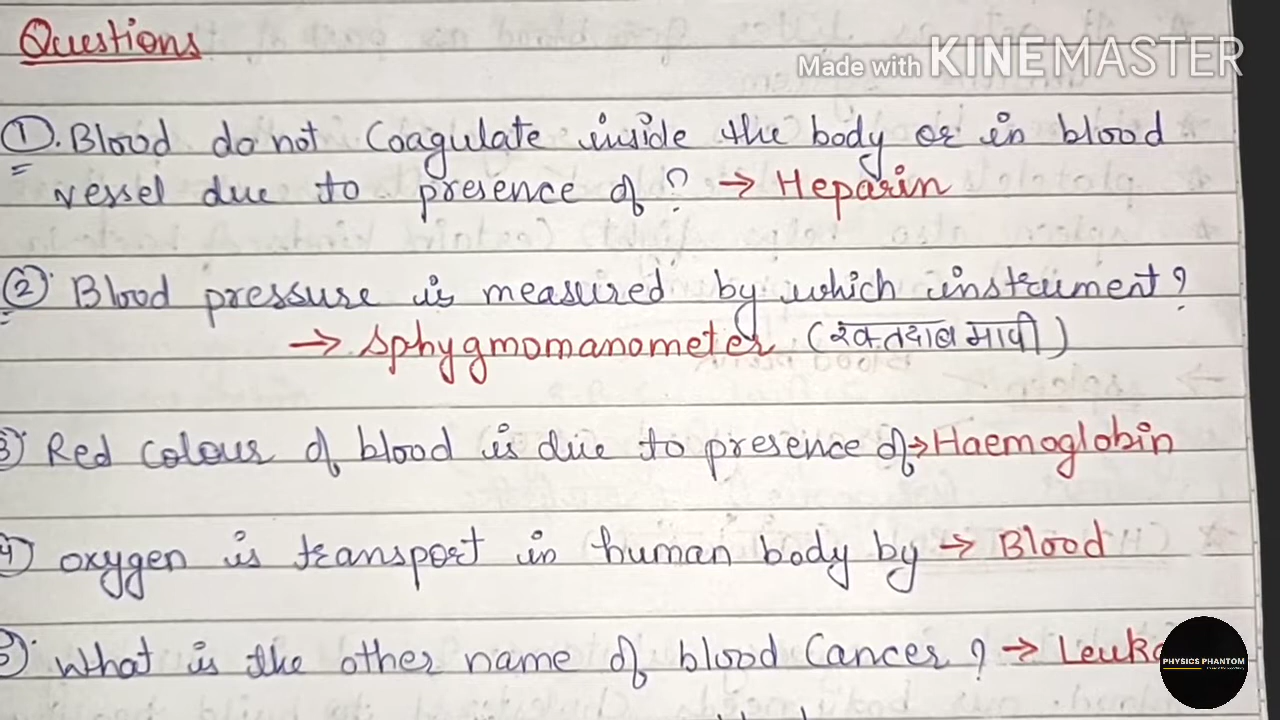 Questions
Made with KINEMASTER
①. Blood do not Coagulate inside the body or in blood
vessel due to presence of ? → Heparin
② Blood pressure is measured by which instrument?
→ Sphygmomanometer (रक्तदाब मापी)
3) Red colour of blood is due to presence of → Haemoglobin
4) oxygen is transport in human body by → Blood
What is the other name of blood Cancer ? →
PHYSICS PHANTOM